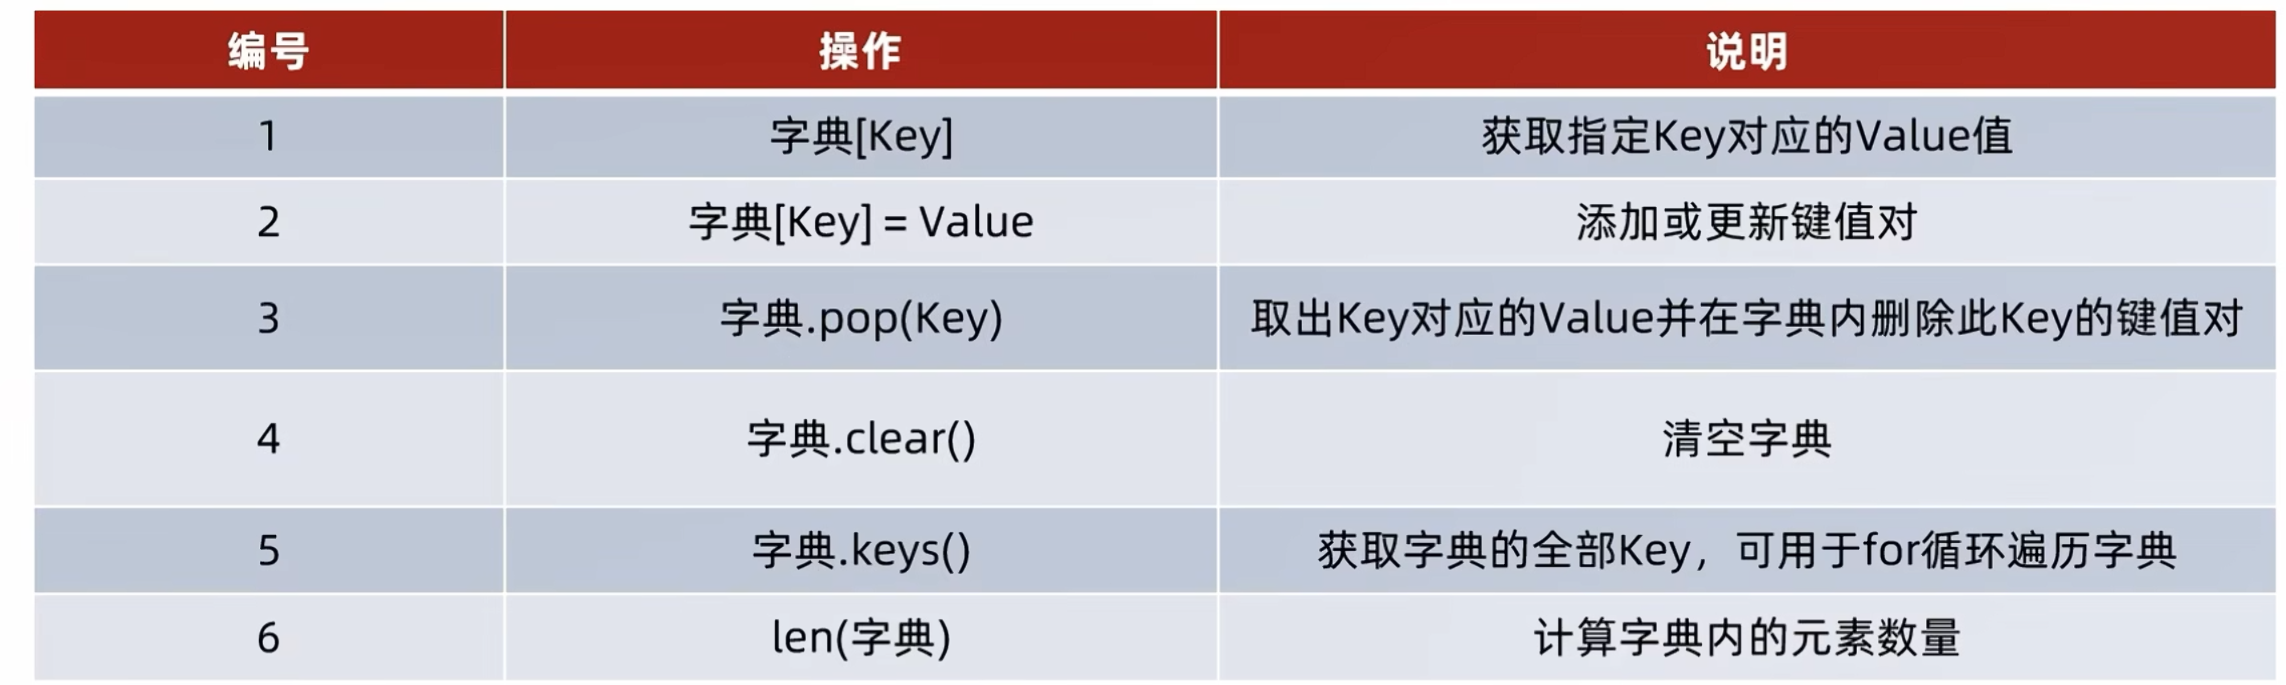 编号 操作 说明
1 字典[Key] 获取指定Key对应的Value值
2 字典[Key] = Value 添加或更新键值对
3 字典.pop(Key) 取出Key对应的Value并在字典内删除此Key的键值对
4 字典.clear() 清空字典
5 字典.keys() 获取字典的全部Key，可用于for循环遍历字典
6 len(字典) 计算字典内的元素数量